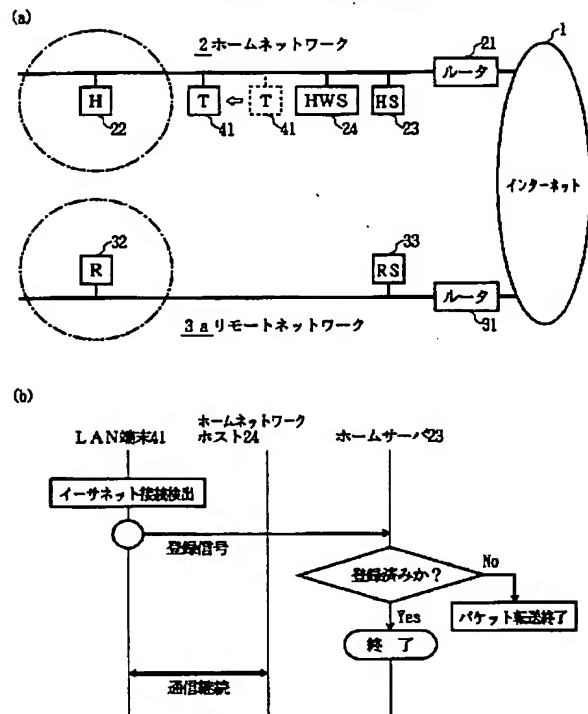 (a)
1
2 ホームネットワーク
21
ルータ
H
T
⇦
T
HWS
HS
22
41
41
24
23
インターネット
32
33
R
RS
ルータ
3a リモートネットワーク
31
(b)
LAN端末41
ホームネットワーク
ホスト24
ホームサーバ23
イーサネット接続検出
登録信号
登録済みか?
No
Yes
パケット転送終了
終了
通信継続